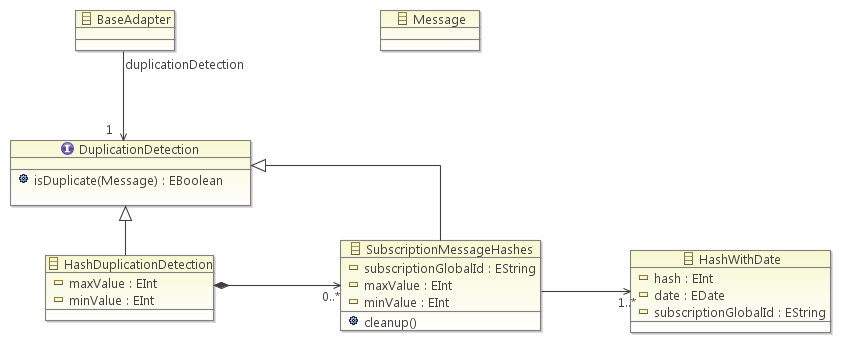 BaseAdapter
Message
duplicationDetection
1
DuplicationDetection
isDuplicate(Message) : EBoolean
HashDuplicationDetection
maxValue : EInt
minValue : EInt
0..*
SubscriptionMessageHashes
subscriptionGlobalId : EString
maxValue : EInt
minValue : EInt
cleanup()
1..*
HashWithDate
hash : EInt
date : EDate
subscriptionGlobalId : EString